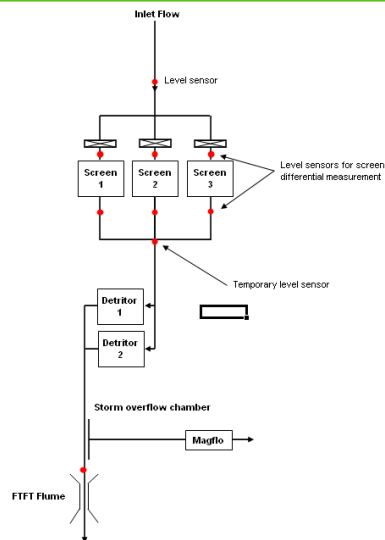 Inlet Flow
Level sensor
Screen
1
Screen
2
Screen
3
Level sensors for screen
differential measurement
Temporary level sensor
Detritor
1
Detritor
2
Storm overflow chamber
Magflo
FTFT Flume